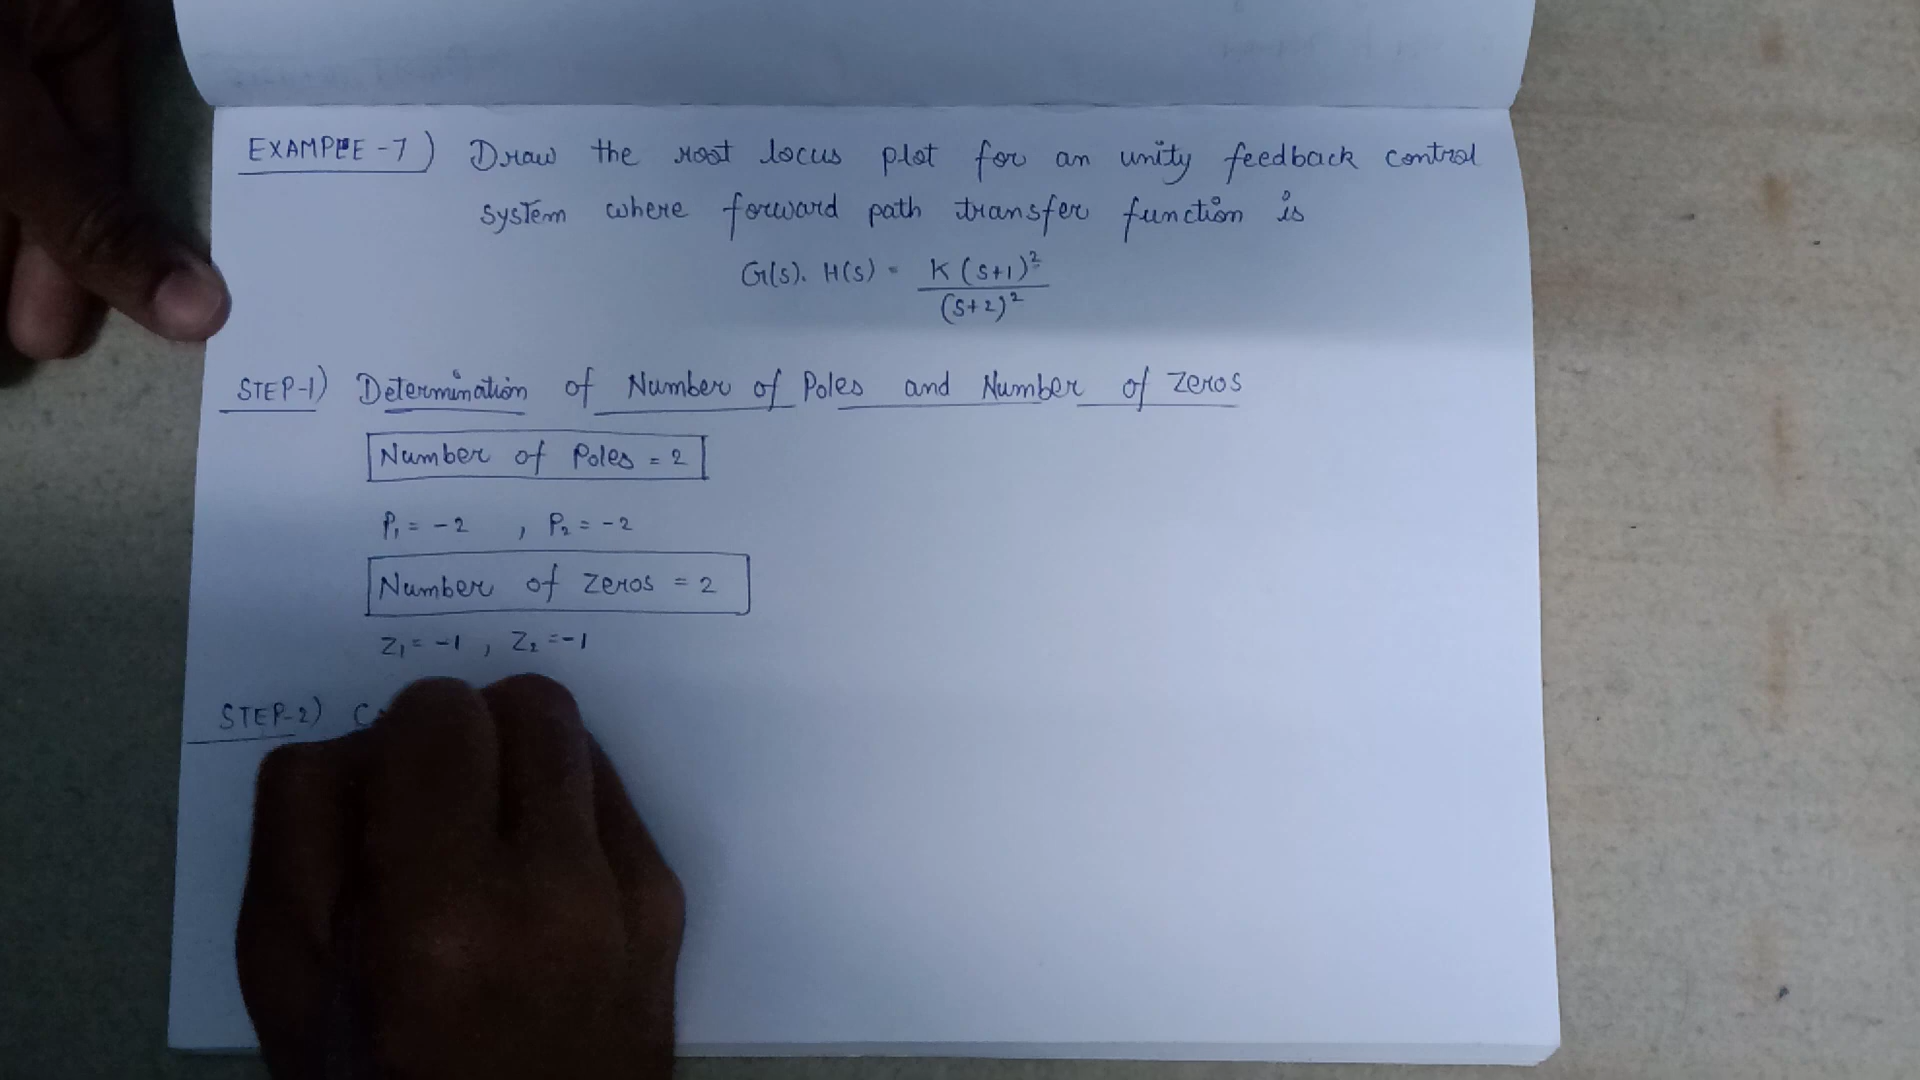 EXAMPLE-7) Draw the root locus plot for an unity feedback control
system where forward path transfer function is
G(s). H(s) = K(s+1)²
(s+2)²
STEP-1) Determination of Number of Poles and Number of Zeros
Number of Poles = 2
P₁ = -2 , P₂ = -2
Number of Zeros = 2
Z₁ = -1 , Z₂ = -1
STEP-2)